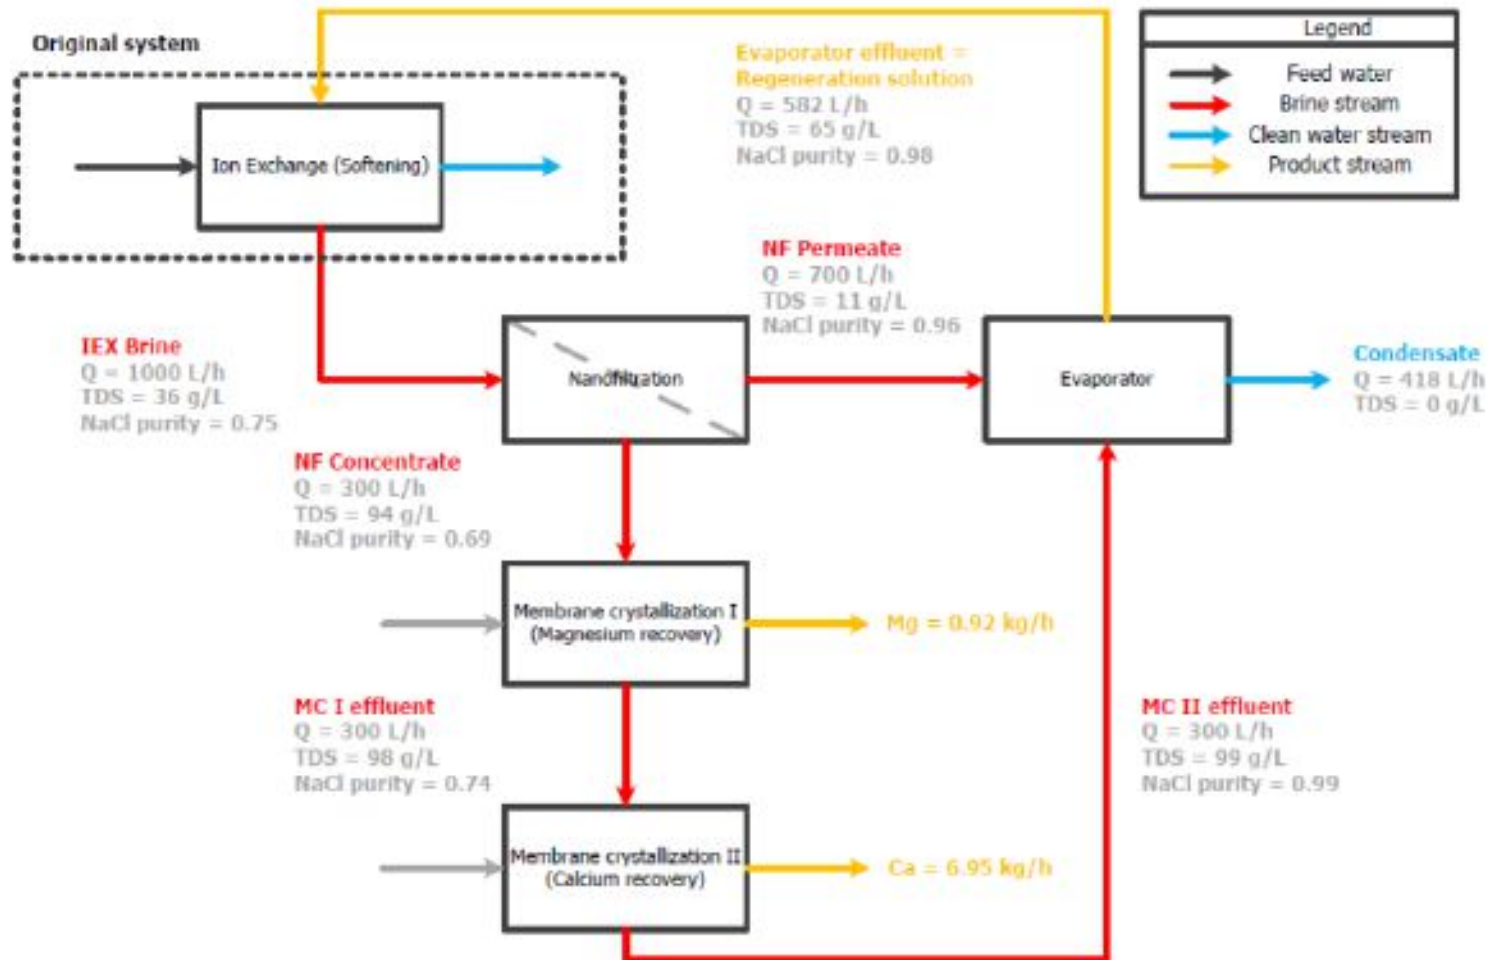 Original system
Ion Exchange (Softening)
Evaporator effluent =
Regeneration solution
Q = 582 L/h
TDS = 65 g/L
NaCl purity = 0.98
Legend
Feed water
Brine stream
Clean water stream
Product stream
IEX Brine
Q = 1000 L/h
TDS = 36 g/L
NaCl purity = 0.75
Nanofiltration
NF Permeate
Q = 700 L/h
TDS = 11 g/L
NaCl purity = 0.96
Evaporator
Condensate
Q = 418 L/h
TDS = 0 g/L
NF Concentrate
Q = 300 L/h
TDS = 94 g/L
NaCl purity = 0.69
Membrane crystallization I
(Magnesium recovery)
Mg = 0.92 kg/h
MC I effluent
Q = 300 L/h
TDS = 98 g/L
NaCl purity = 0.74
MC II effluent
Q = 300 L/h
TDS = 99 g/L
NaCl purity = 0.99
Membrane crystallization II
(Calcium recovery)
Ca = 6.95 kg/h